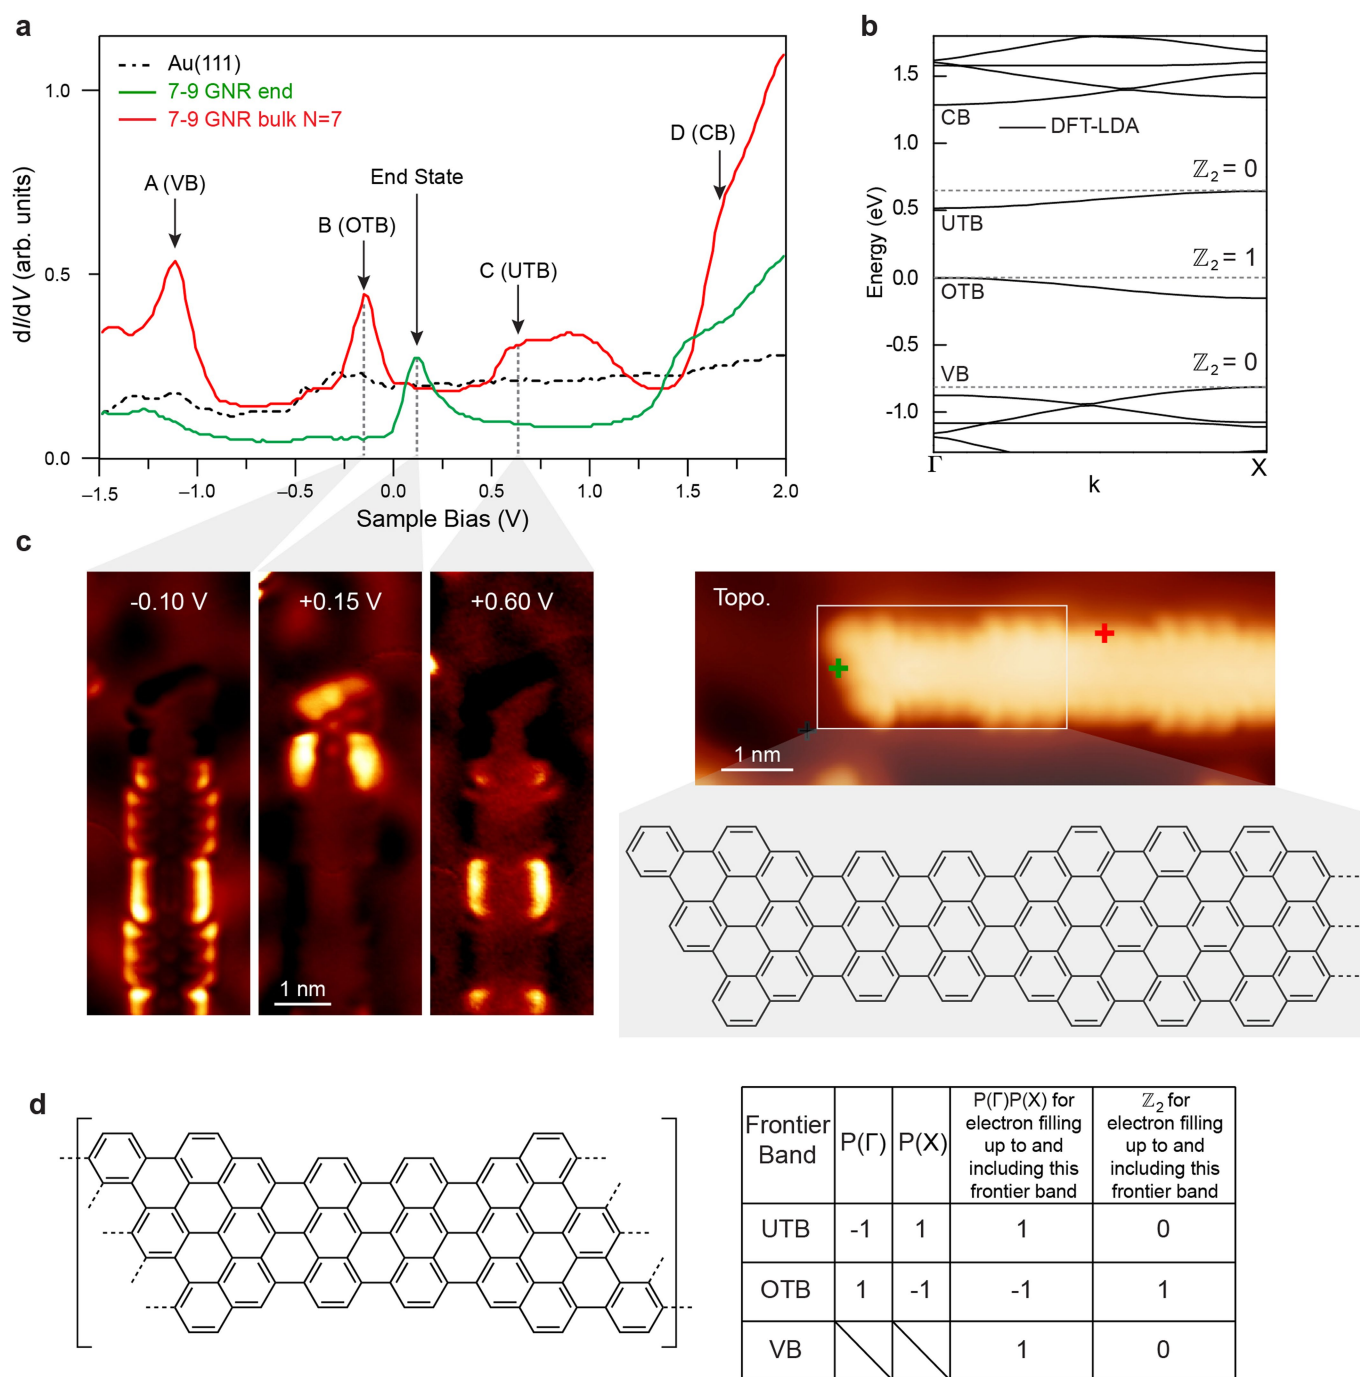 a
1.0
0.5
0.0
dI/dV (arb. units)
Au(111)
7-9 GNR end
7-9 GNR bulk N=7
A (VB)
B (OTB)
End State
C (UTB)
D (CB)
–1.5
–1.0
–0.5
0.0
0.5
1.0
1.5
2.0
Sample Bias (V)
b
1.5
1.0
0.5
0.0
-0.5
-1.0
Energy (eV)
CB
DFT-LDA
ℤ₂ = 0
UTB
ℤ₂ = 1
OTB
ℤ₂ = 0
VB
Γ
X
k
c
-0.10 V
+0.15 V
1 nm
+0.60 V
Topo.
1 nm
d
Frontier Band
P(Γ)
P(X)
P(Γ)P(X) for
electron filling
up to and
including this
frontier band
ℤ₂ for
electron filling
up to and
including this
frontier band
UTB -1 1 1 0
OTB 1 -1 -1 1
VB 1 0